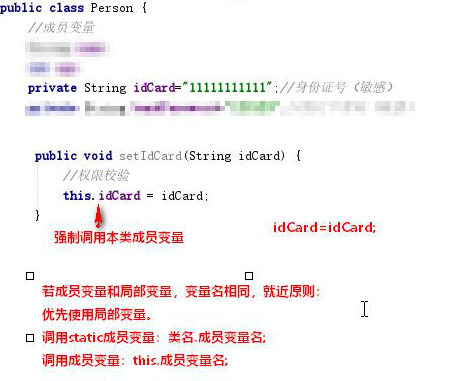 public class Person {
//成员变量
private String idCard="11111111111";//身份证号（敏感）
public void setIdCard(String idCard) {
//权限校验
this.idCard = idCard;
}
强制调用本类成员变量
idCard=idCard;
若成员变量和局部变量，变量名相同，就近原则：
优先使用局部变量。
调用static成员变量：类名.成员变量名;
调用成员变量：this.成员变量名;